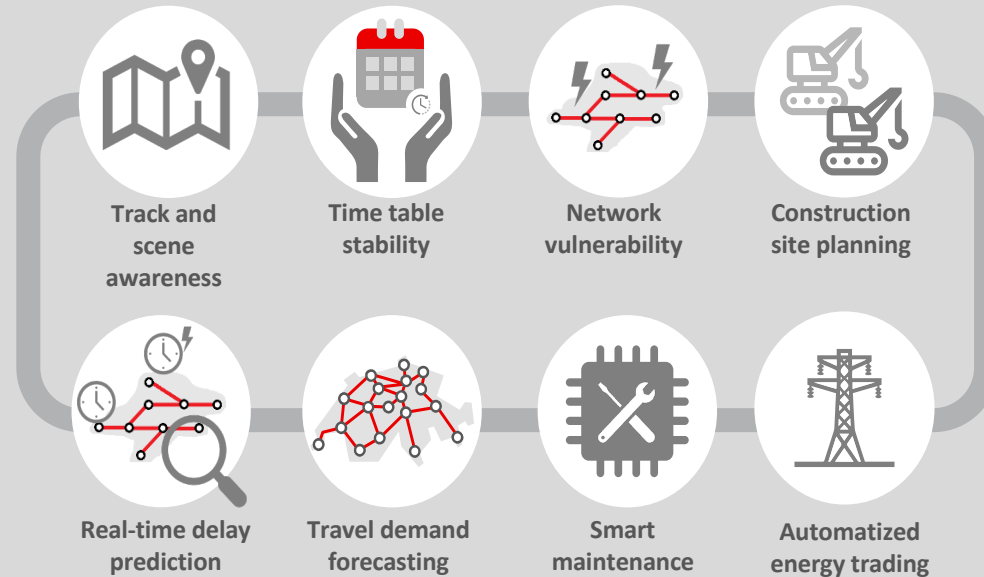 Track and
scene
awareness
Time table
stability
Network
vulnerability
Construction
site planning
Real-time delay
prediction
Travel demand
forecasting
Smart
maintenance
Automatized
energy trading